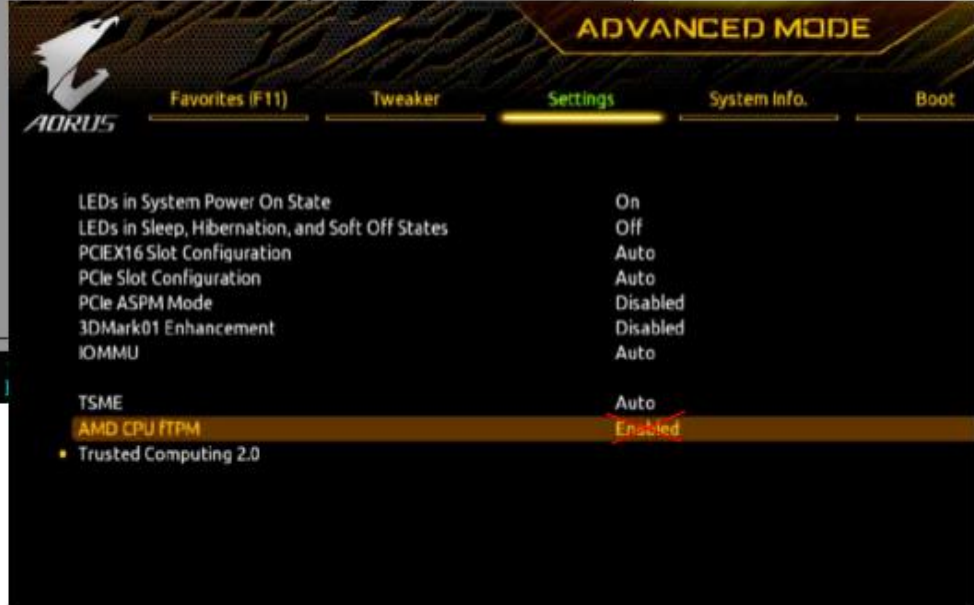 ADVANCED MODE
AORUS
Favorites (F11) Tweaker Settings System Info. Boot
LEDs in System Power On State On
LEDs in Sleep, Hibernation, and Soft Off States Off
PCIEX16 Slot Configuration Auto
PCIe Slot Configuration Auto
PCIe ASPM Mode Disabled
3DMark01 Enhancement Disabled
IOMMU Auto
TSME Auto
AMD CPU fTPM Enabled
Trusted Computing 2.0